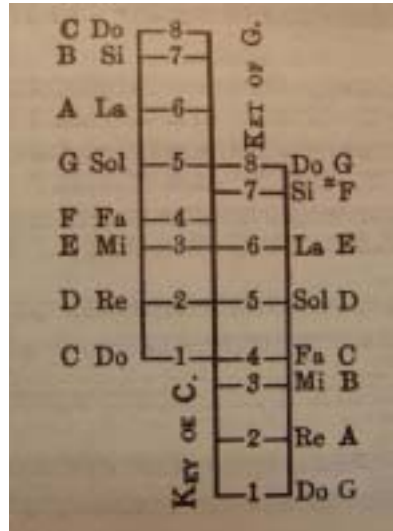 C Do 8
B Si 7
A La 6
G Sol 5 8 Do G
7 Si #F
F Fa 4
E Mi 3 6 La E
D Re 2 5 Sol D
C Do 1 4 Fa C
3 Mi B
2 Re A
1 Do G
KEY OF C.
KEY OF G.